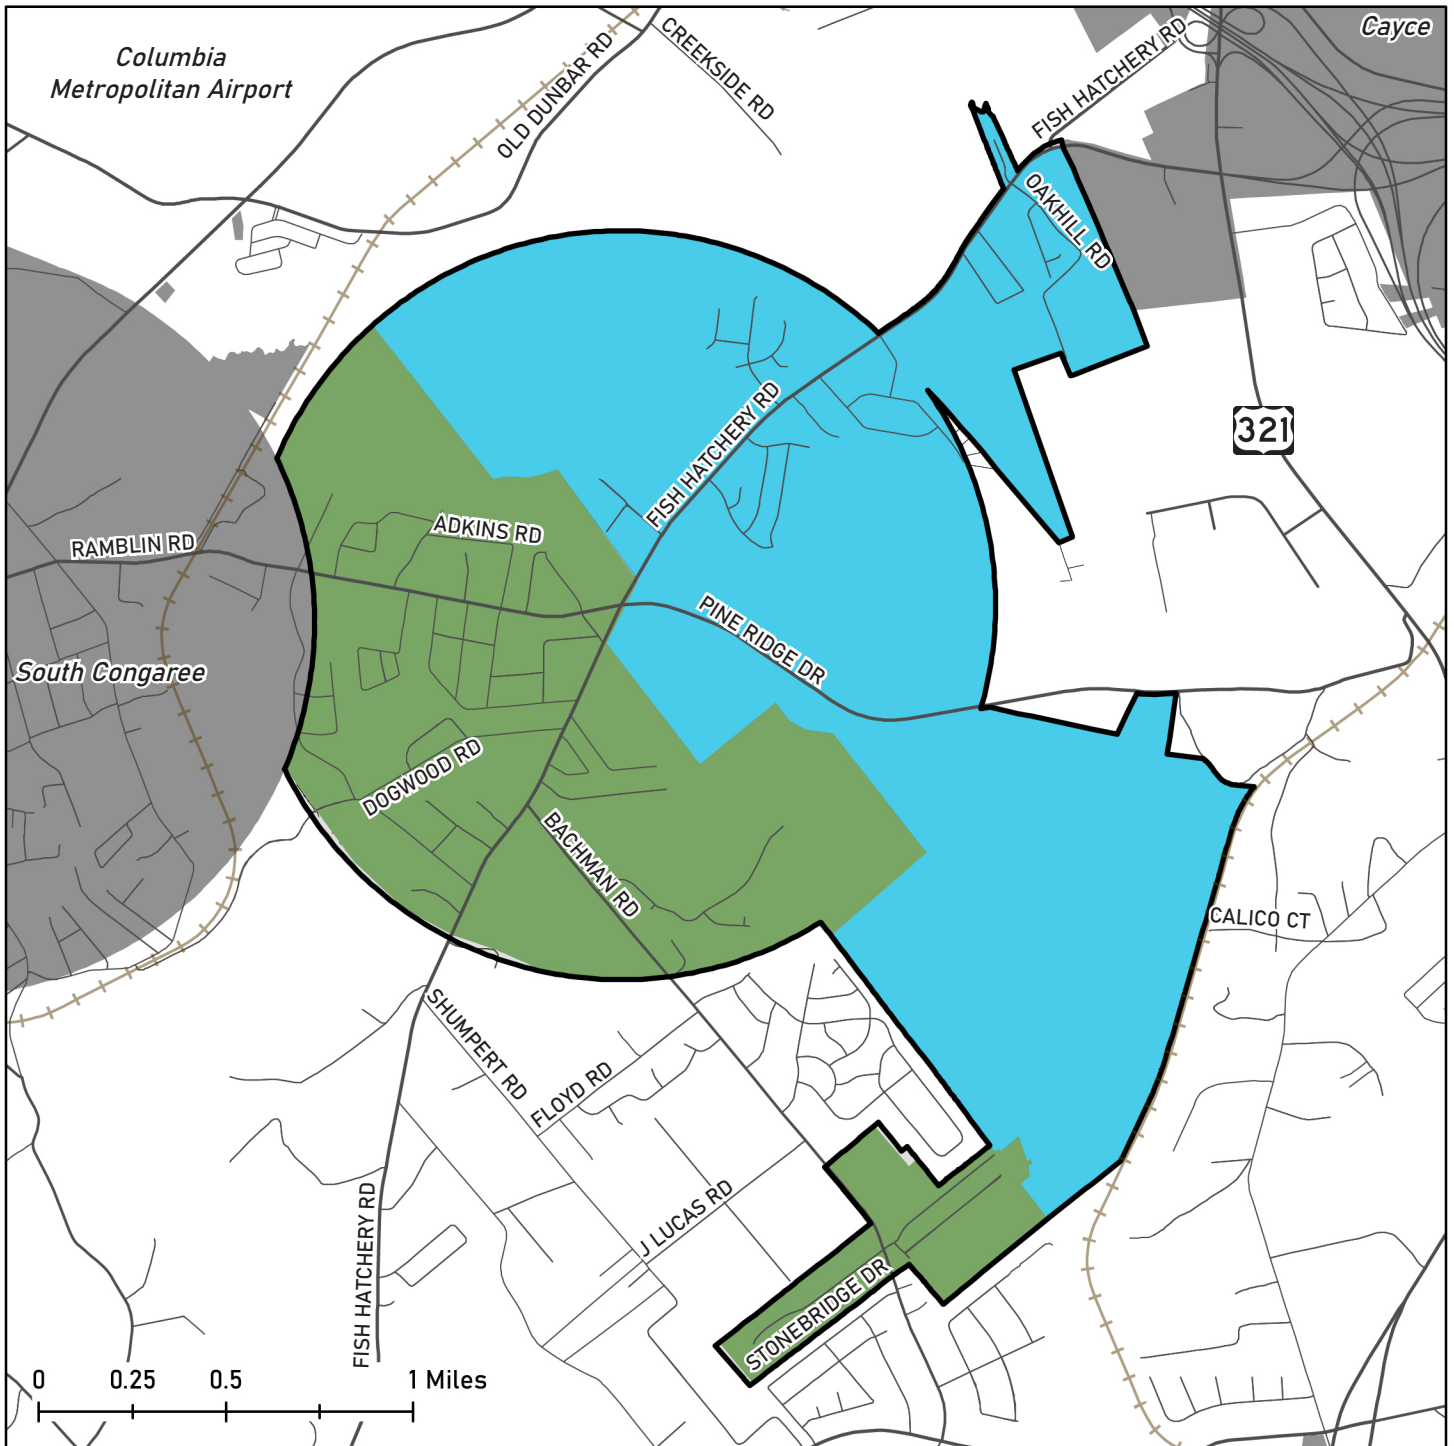 Columbia
Metropolitan Airport
Cayce
CREEKSIDE RD
OLD DUNBAR RD
FISH HATCHERY RD
OAKHILL RD
321
FISH HATCHERY RD
ADKINS RD
RAMBLIN RD
PINE RIDGE DR
South Congaree
DOGWOOD RD
BACHMAN RD
CALICO CT
SHUMPERT RD
FLOYD RD
J LUCAS RD
FISH HATCHERY RD
STONEBRIDGE DR
0 0.25 0.5 1 Miles